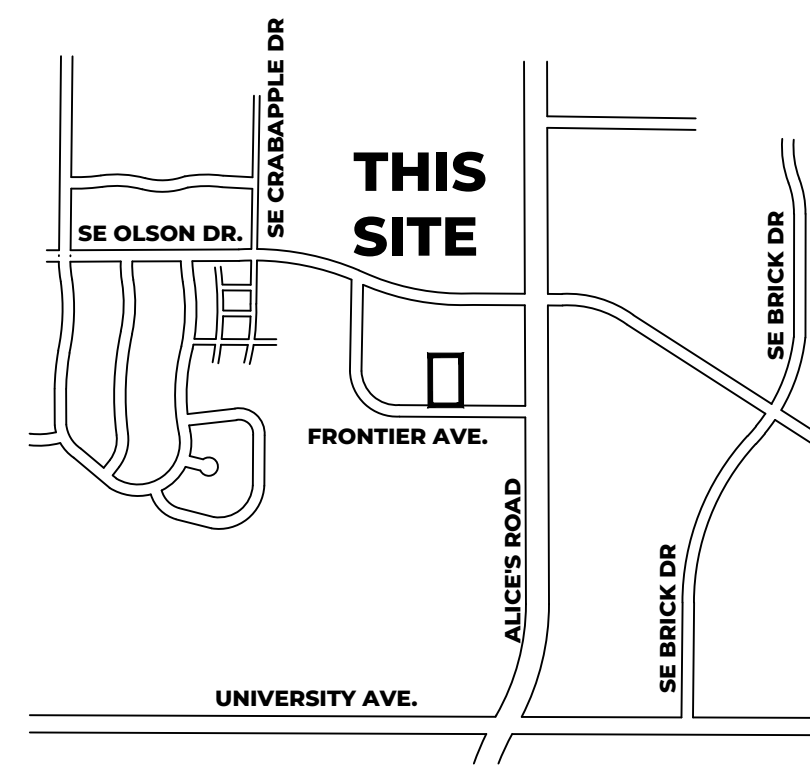 SE CRABAPPLE DR
THIS
SITE
SE OLSON DR.
SE BRICK DR
FRONTIER AVE.
ALICE'S ROAD
SE BRICK DR
UNIVERSITY AVE.